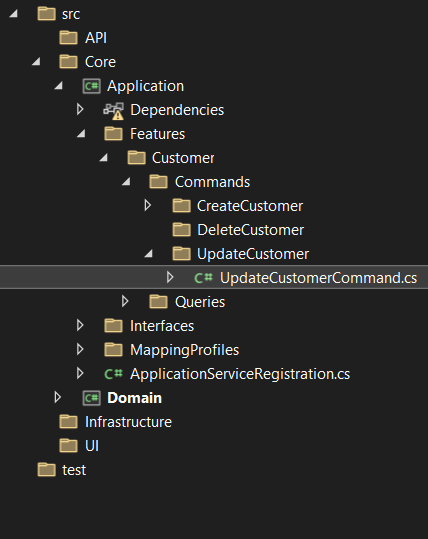 src
API
Core
C# Application
Dependencies
Features
Customer
Commands
CreateCustomer
DeleteCustomer
UpdateCustomer
C# UpdateCustomerCommand.cs
Queries
Interfaces
MappingProfiles
C# ApplicationServiceRegistration.cs
C# Domain
Infrastructure
UI
test